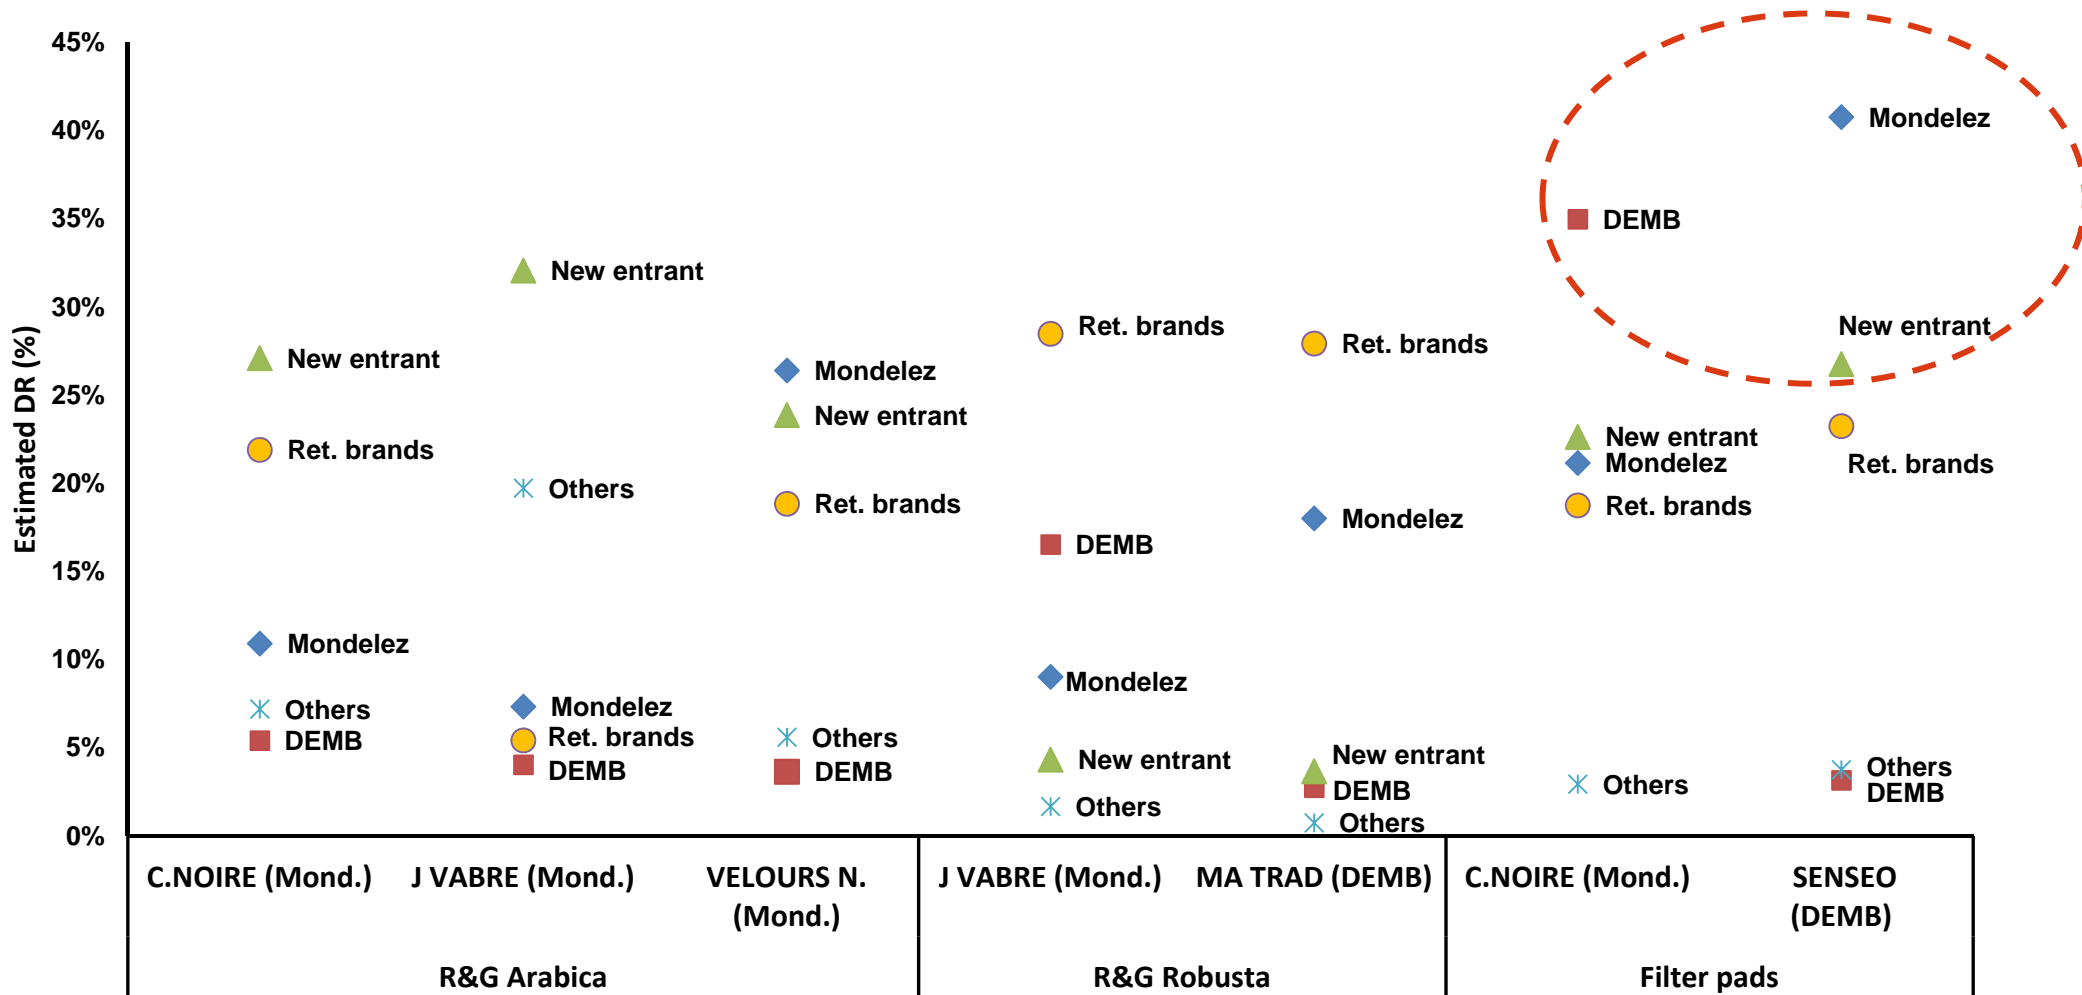 45%
40%
35%
30%
25%
20%
15%
10%
5%
0%
Estimated DR (%)
New entrant
Ret. brands
Mondelez
Others
DEMB
New entrant
Others
Mondelez
Ret. brands
DEMB
Mondelez
New entrant
Ret. brands
Others
DEMB
Ret. brands
DEMB
Mondelez
New entrant
Others
Ret. brands
Mondelez
New entrant
DEMB
Others
DEMB
New entrant
Mondelez
Ret. brands
Others
Mondelez
New entrant
Ret. brands
Others
DEMB
C.NOIRE (Mond.)
J VABRE (Mond.)
VELOURS N.
(Mond.)
J VABRE (Mond.)
MA TRAD (DEMB)
C.NOIRE (Mond.)
SENSEO
(DEMB)
R&G Arabica
R&G Robusta
Filter pads